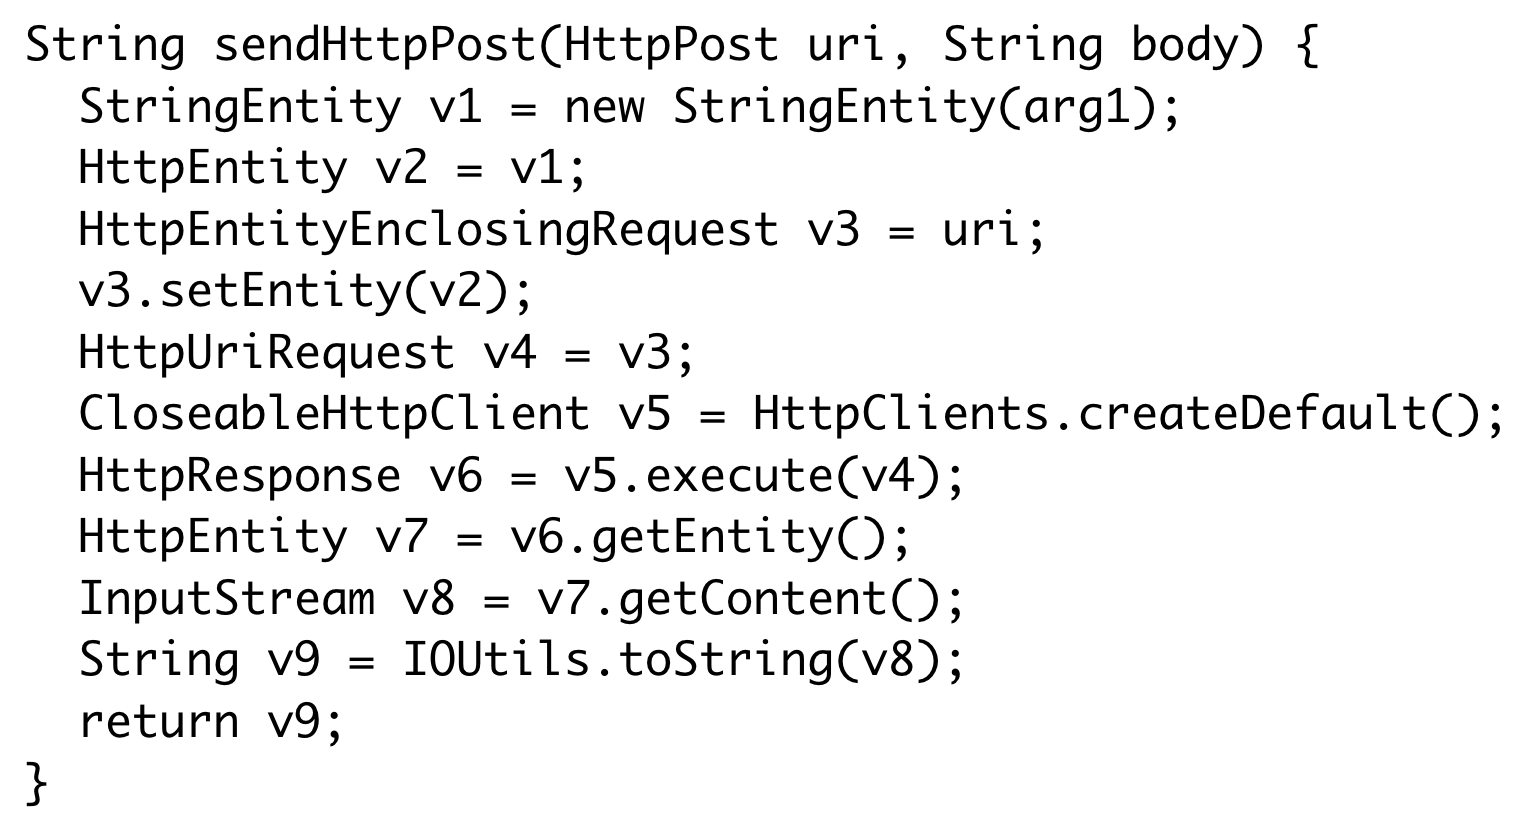 String sendHttpPost(HttpPost uri, String body) {
  StringEntity v1 = new StringEntity(arg1);
  HttpEntity v2 = v1;
  HttpEntityEnclosingRequest v3 = uri;
  v3.setEntity(v2);
  HttpUriRequest v4 = v3;
  CloseableHttpClient v5 = HttpClients.createDefault();
  HttpResponse v6 = v5.execute(v4);
  HttpEntity v7 = v6.getEntity();
  InputStream v8 = v7.getContent();
  String v9 = IOUtils.toString(v8);
  return v9;
}